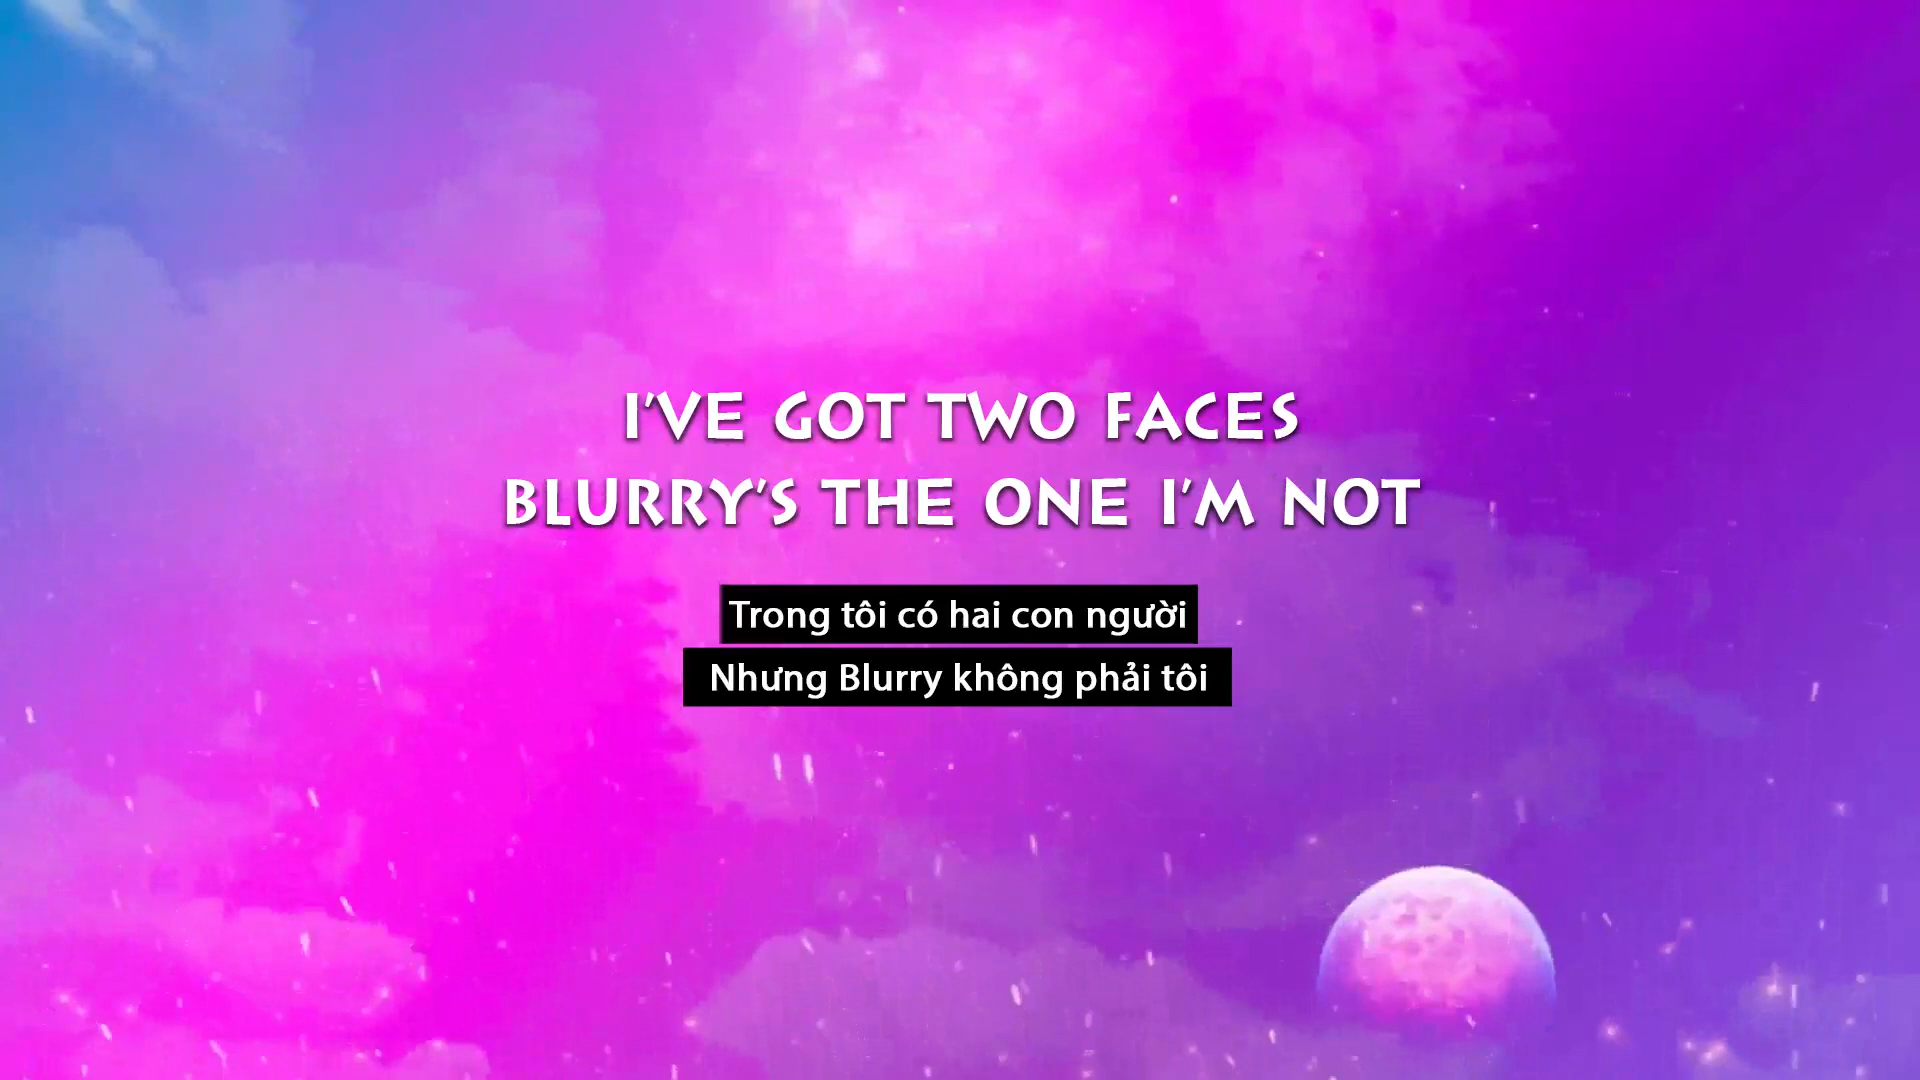 I'VE GOT TWO FACES
BLURRY'S THE ONE I'M NOT
Trong tôi có hai con người
Nhưng Blurry không phải tôi